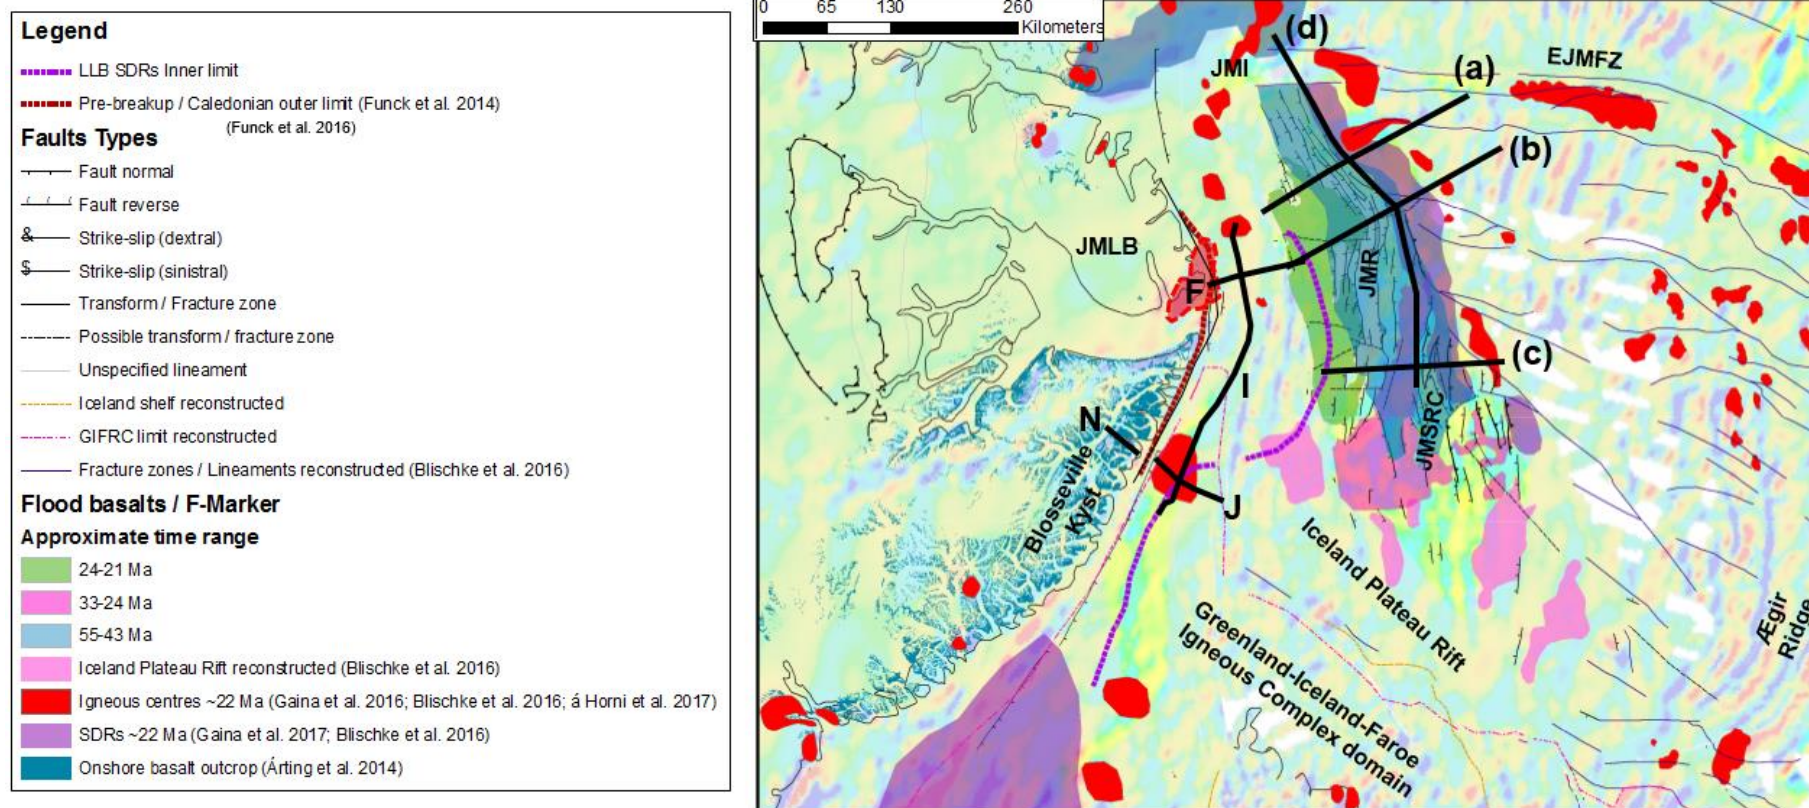 Legend
LLB SDRs Inner limit
Pre-breakup / Caledonian outer limit (Funck et al. 2014)
(Funck et al. 2016)
Faults Types
Fault normal
Fault reverse
& Strike-slip (dextral)
$ Strike-slip (sinistral)
Transform / Fracture zone
Possible transform / fracture zone
Unspecified lineament
Iceland shelf reconstructed
GIFRC limit reconstructed
Fracture zones / Lineaments reconstructed (Blischke et al. 2016)
Flood basalts / F-Marker
Approximate time range
24-21 Ma
33-24 Ma
55-43 Ma
Iceland Plateau Rift reconstructed (Blischke et al. 2016)
Igneous centres ~22 Ma (Gaina et al. 2016; Blischke et al. 2016; á Horni et al. 2017)
SDRs ~22 Ma (Gaina et al. 2017; Blischke et al. 2016)
Onshore basalt outcrop (Árting et al. 2014)
0 65 130 260
Kilometers
(d)
JMI
(a)
EJMFZ
(b)
JMLB
F
JMR
(c)
I
N
JMSRC
J
Blosseville
Kyst
Iceland Plateau Rift
Greenland-Iceland-Faroe
Igneous Complex domain
Ægir
Ridge